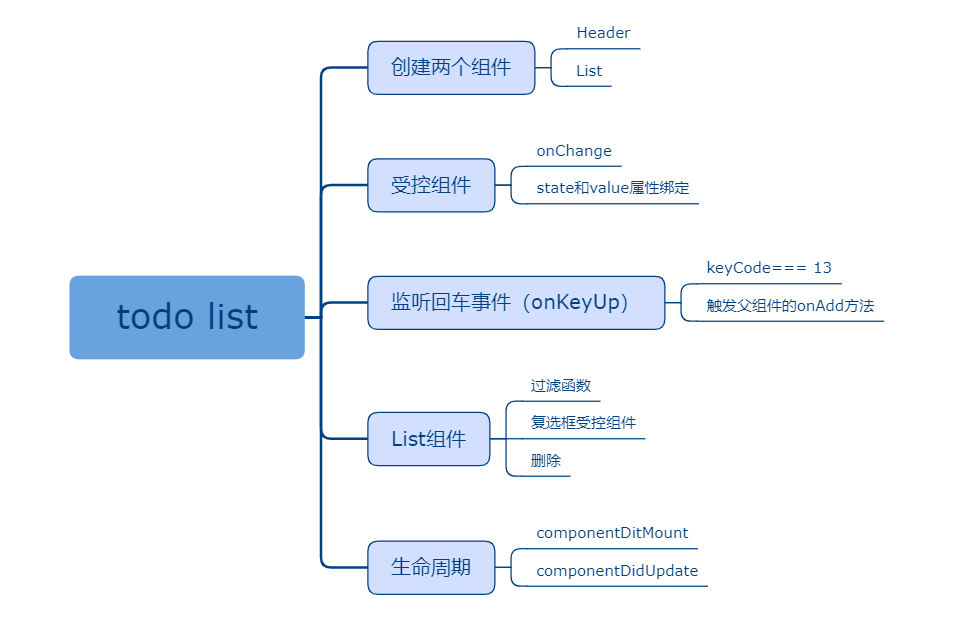 todo list
创建两个组件
Header
List
受控组件
onChange
state和value属性绑定
监听回车事件（onKeyUp）
keyCode=== 13
触发父组件的onAdd方法
List组件
过滤函数
复选框受控组件
删除
生命周期
componentDitMount
componentDidUpdate